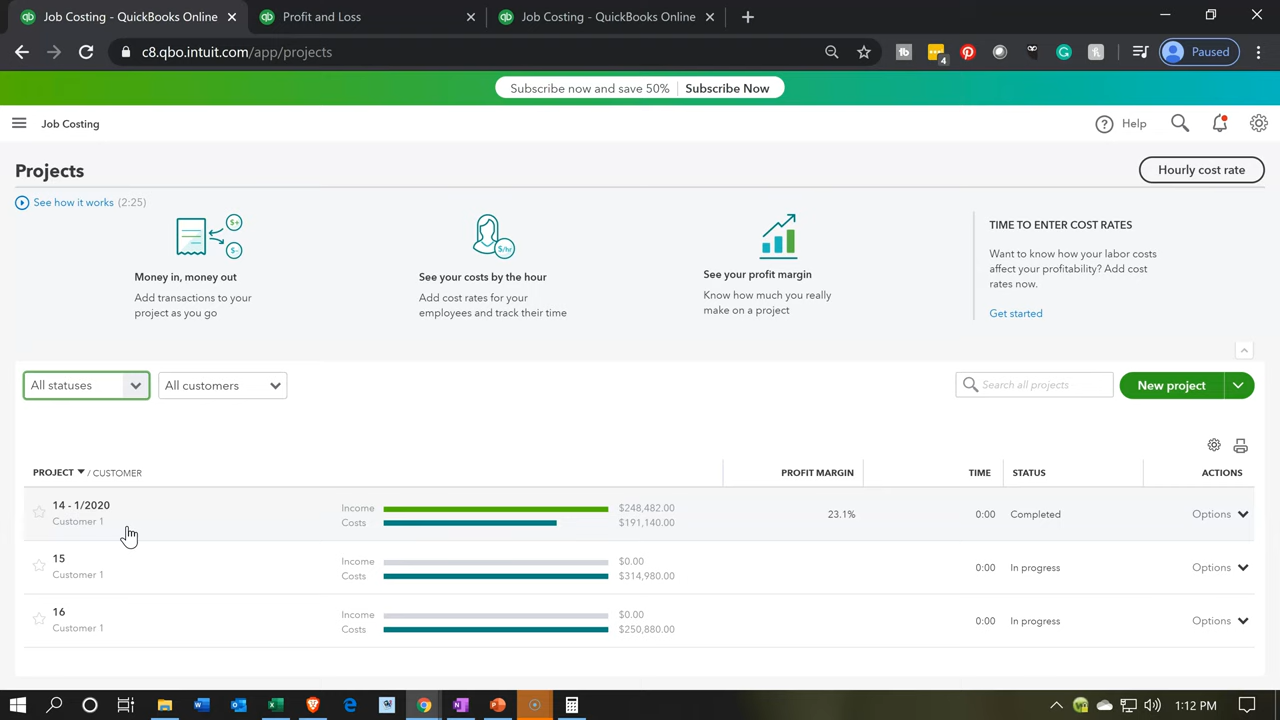 Job Costing - QuickBooks Online
Profit and Loss
Job Costing - QuickBooks Online
c8.qbo.intuit.com/app/projects
4
Paused
Subscribe now and save 50% Subscribe Now
Job Costing
Help
Projects
Hourly cost rate
See how it works (2:25)
Money in, money out
Add transactions to your
project as you go
$/hr
See your costs by the hour
Add cost rates for your
employees and track their time
See your profit margin
Know how much you really
make on a project
TIME TO ENTER COST RATES
Want to know how your labor costs
affect your profitability? Add cost
rates now.
Get started
All statuses
All customers
Search all projects
New project
PROJECT / CUSTOMER PROFIT MARGIN TIME STATUS ACTIONS
14 - 1/2020
Customer 1
Income $248,482.00
Costs $191,140.00
23.1% 0:00 Completed Options
15
Customer 1
Income $0.00
Costs $314,980.00
0:00 In progress Options
16
Customer 1
Income $0.00
Costs $250,880.00
0:00 In progress Options
1:12 PM